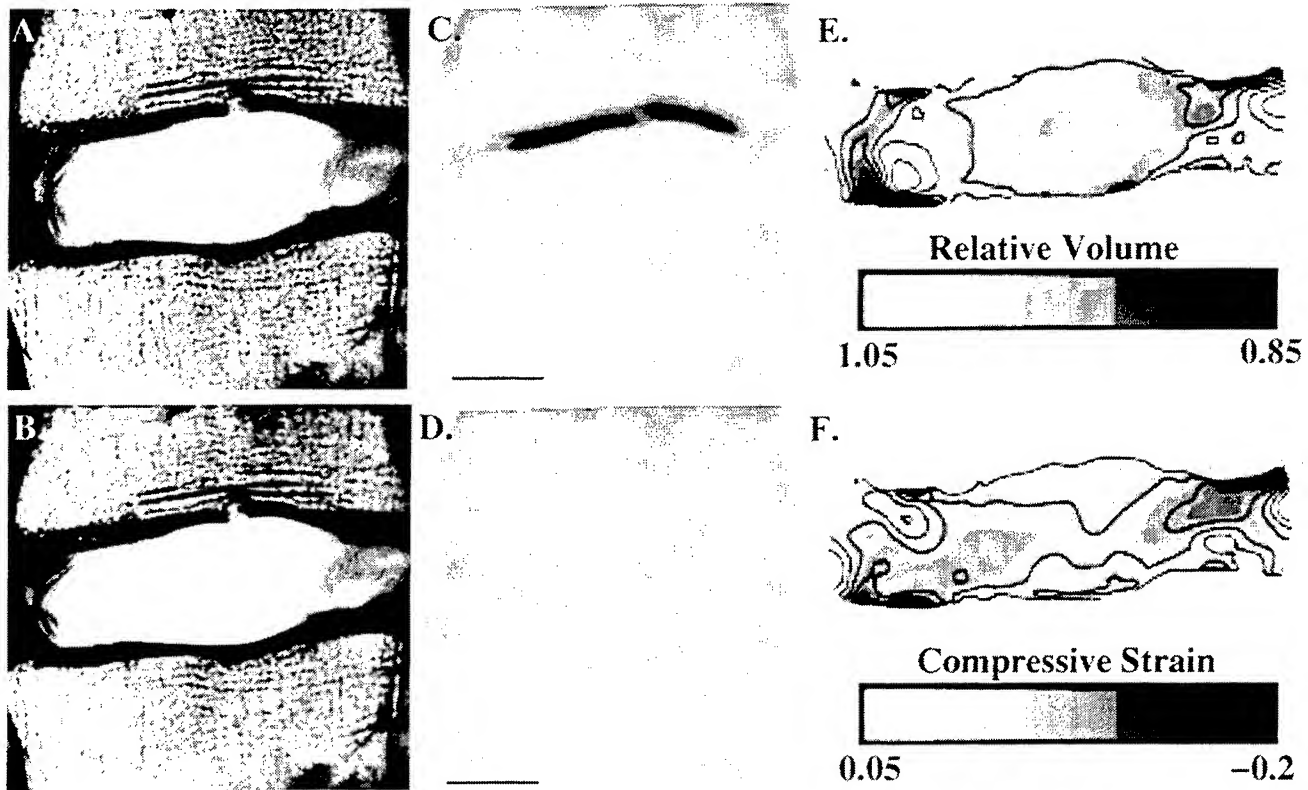 A
C.
E.
Relative Volume
1.05 0.85
B
D.
F.
Compressive Strain
0.05 −0.2